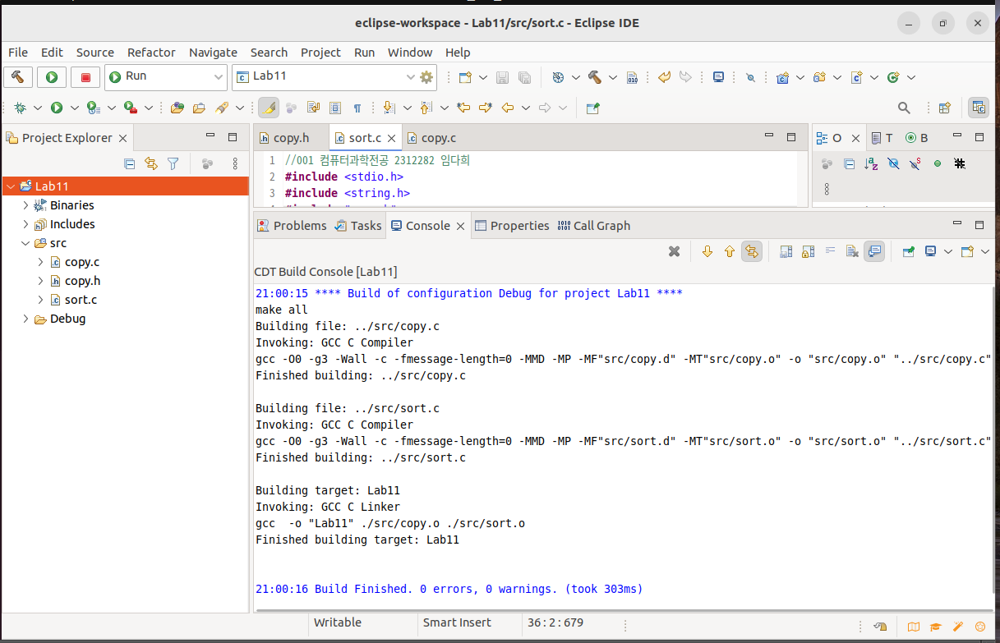 eclipse-workspace - Lab11/src/sort.c - Eclipse IDE
File Edit Source Refactor Navigate Search Project Run Window Help
Run Lab11
Project Explorer
copy.h sort.c copy.c
O T B
1 //001 컴퓨터과학전공 2312282 임다희
2 #include <stdio.h>
3 #include <string.h>
Lab11
Binaries
Includes
src
copy.c
copy.h
sort.c
Debug
Problems Tasks Console Properties Call Graph
CDT Build Console [Lab11]
21:00:15 **** Build of configuration Debug for project Lab11 ****
make all
Building file: ../src/copy.c
Invoking: GCC C Compiler
gcc -O0 -g3 -Wall -c -fmessage-length=0 -MMD -MP -MF"src/copy.d" -MT"src/copy.o" -o "src/copy.o" "../src/copy.c"
Finished building: ../src/copy.c
Building file: ../src/sort.c
Invoking: GCC C Compiler
gcc -O0 -g3 -Wall -c -fmessage-length=0 -MMD -MP -MF"src/sort.d" -MT"src/sort.o" -o "src/sort.o" "../src/sort.c"
Finished building: ../src/sort.c
Building target: Lab11
Invoking: GCC C Linker
gcc  -o "Lab11" ./src/copy.o ./src/sort.o
Finished building target: Lab11
21:00:16 Build Finished. 0 errors, 0 warnings. (took 303ms)
Writable Smart Insert 36:2:679